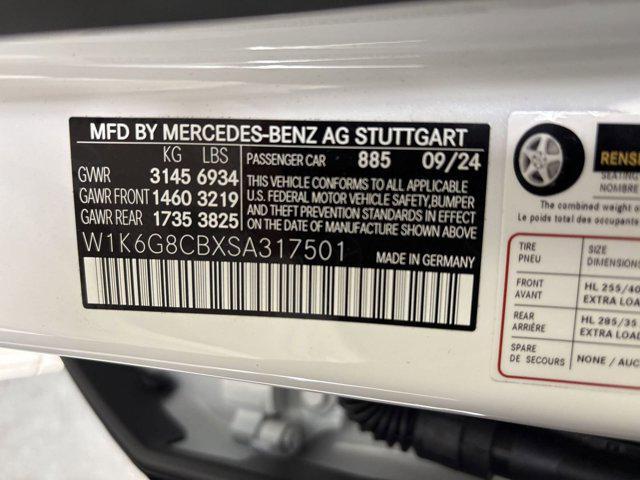 MFD BY MERCEDES-BENZ AG STUTTGART
KG LBS
GVWR 3145 6934
GAWR FRONT 1460 3219
GAWR REAR 1735 3825
PASSENGER CAR 885 09/24
THIS VEHICLE CONFORMS TO ALL APPLICABLE
U.S. FEDERAL MOTOR VEHICLE SAFETY,BUMPER
AND THEFT PREVENTION STANDARDS IN EFFECT
ON THE DATE OF MANUFACTURE SHOWN ABOVE
W1K6G8CBXSA317501
MADE IN GERMANY
SEATING
NOMBRE
The combined weight o
Le poids total des occupants
TIRE
PNEU
SIZE
DIMENSIONS
FRONT
AVANT
HL 255/40
EXTRA LOAD
REAR
ARRIÈRE
HL 285/35
EXTRA LOAD
SPARE
DE SECOURS
NONE / AUC